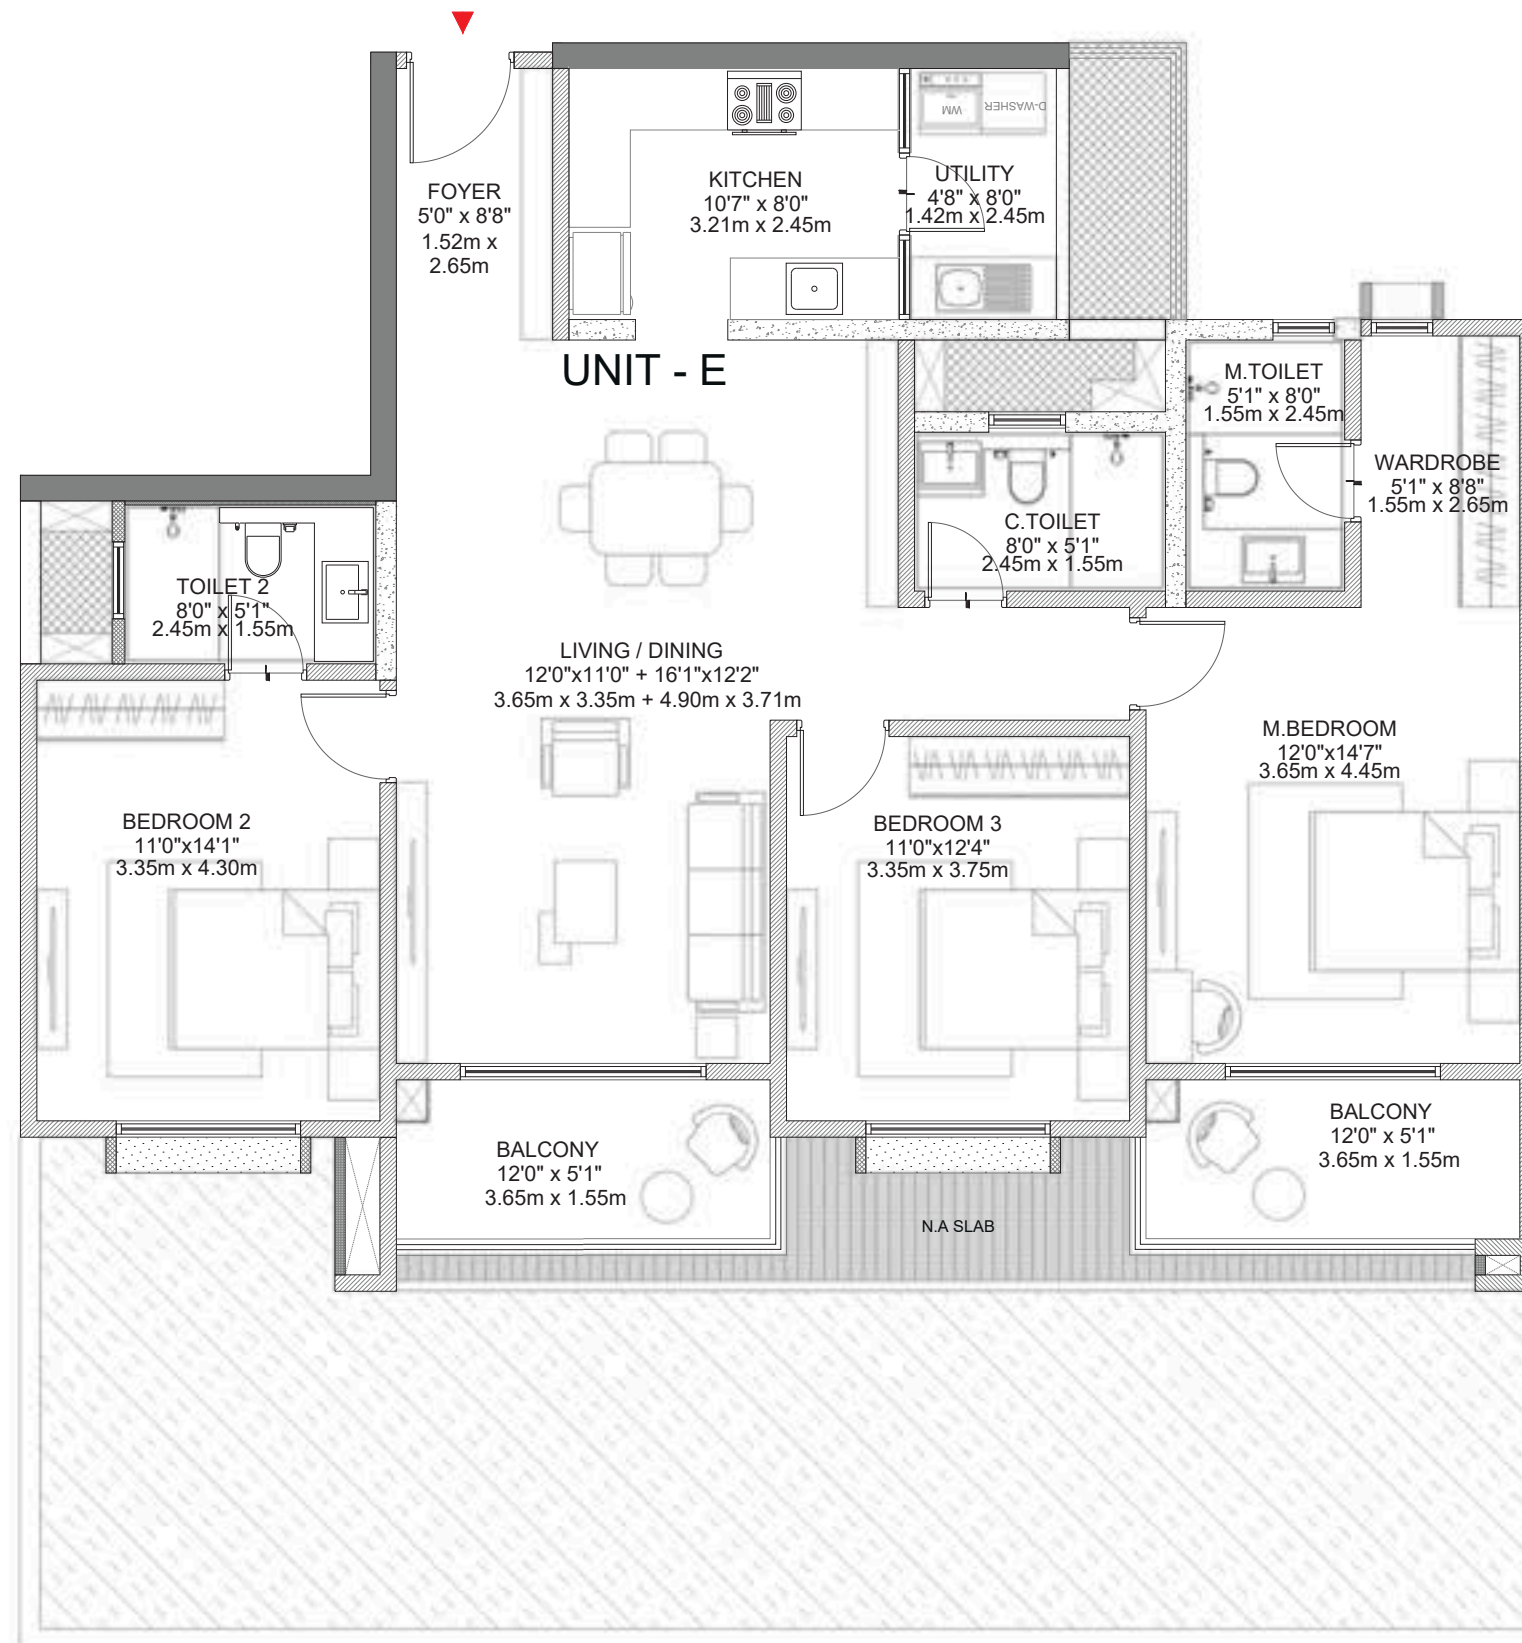 FOYER
5'0" x 8'8"
1.52m x
2.65m
KITCHEN
10'7" x 8'0"
3.21m x 2.45m
WM
D-WASHER
UTILITY
4'8" x 8'0"
1.42m x 2.45m
UNIT - E
M.TOILET
5'1" x 8'0"
1.55m x 2.45m
WARDROBE
5'1" x 8'8"
1.55m x 2.65m
C.TOILET
8'0" x 5'1"
2.45m x 1.55m
TOILET 2
8'0" x 5'1"
2.45m x 1.55m
LIVING / DINING
12'0"x11'0" + 16'1"x12'2"
3.65m x 3.35m + 4.90m x 3.71m
M.BEDROOM
12'0"x14'7"
3.65m x 4.45m
BEDROOM 2
11'0"x14'1"
3.35m x 4.30m
BEDROOM 3
11'0"x12'4"
3.35m x 3.75m
BALCONY
12'0" x 5'1"
3.65m x 1.55m
BALCONY
12'0" x 5'1"
3.65m x 1.55m
N.A SLAB